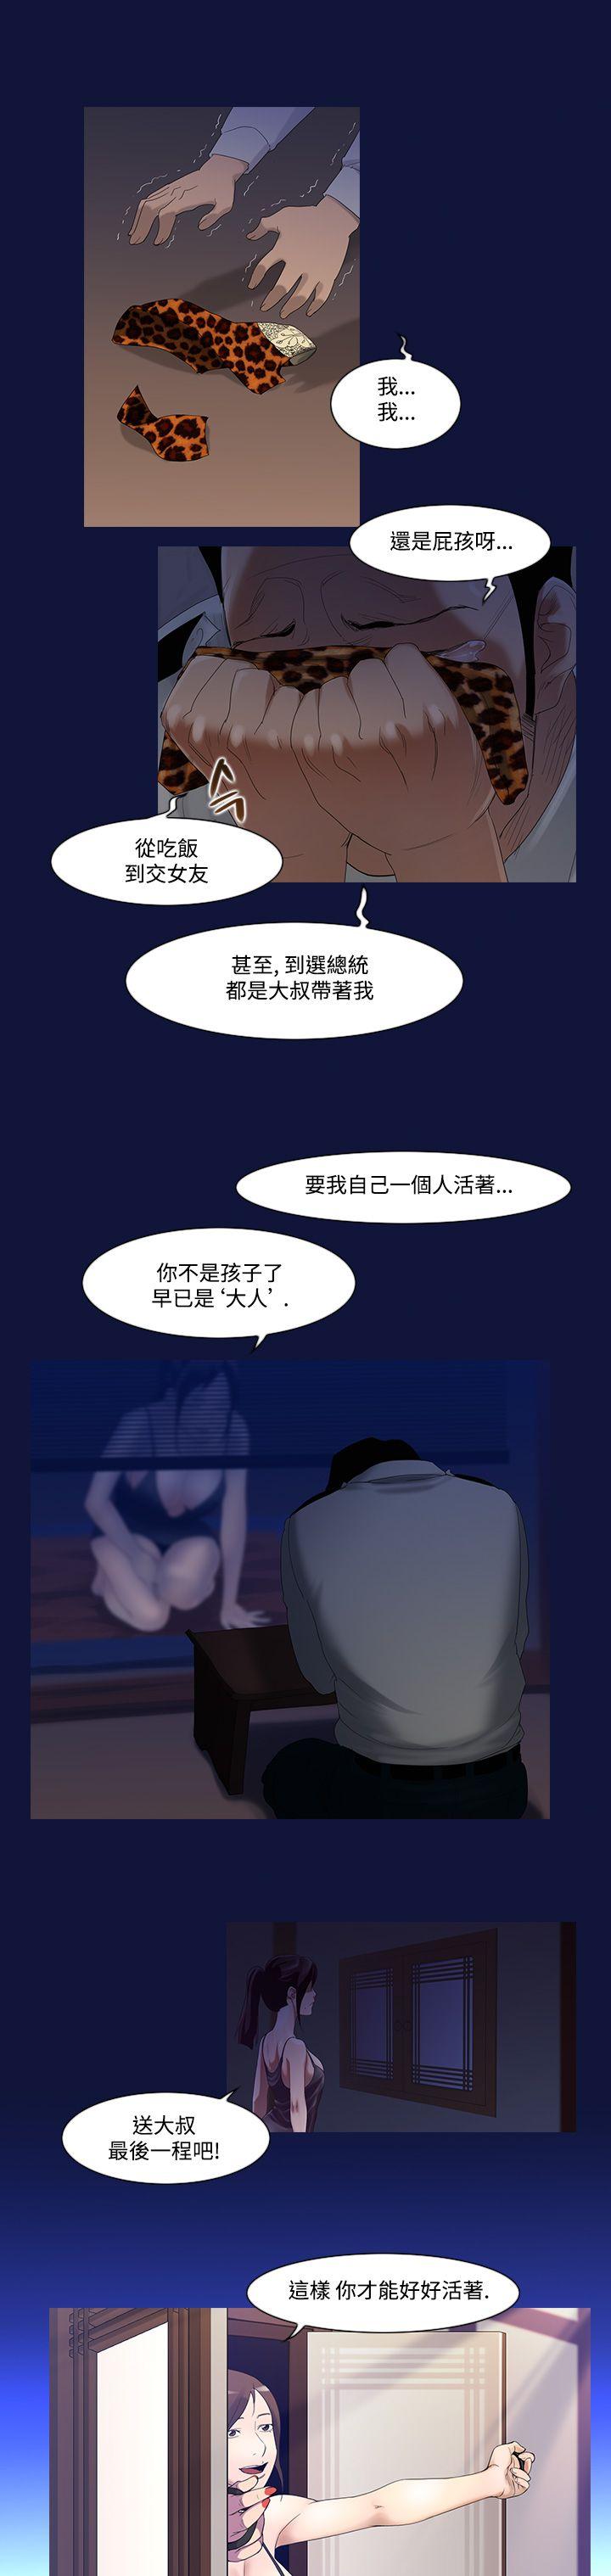 我...
我...
還是屁孩呀...
从
從吃飯
到交女友
甚至, 到選總統
都是大叔帶著我
要我自己一個人活著...
你不是孩子了
早已是 ‘大人’ .
送大叔
最後一程吧!
這樣 你才能好好活著.